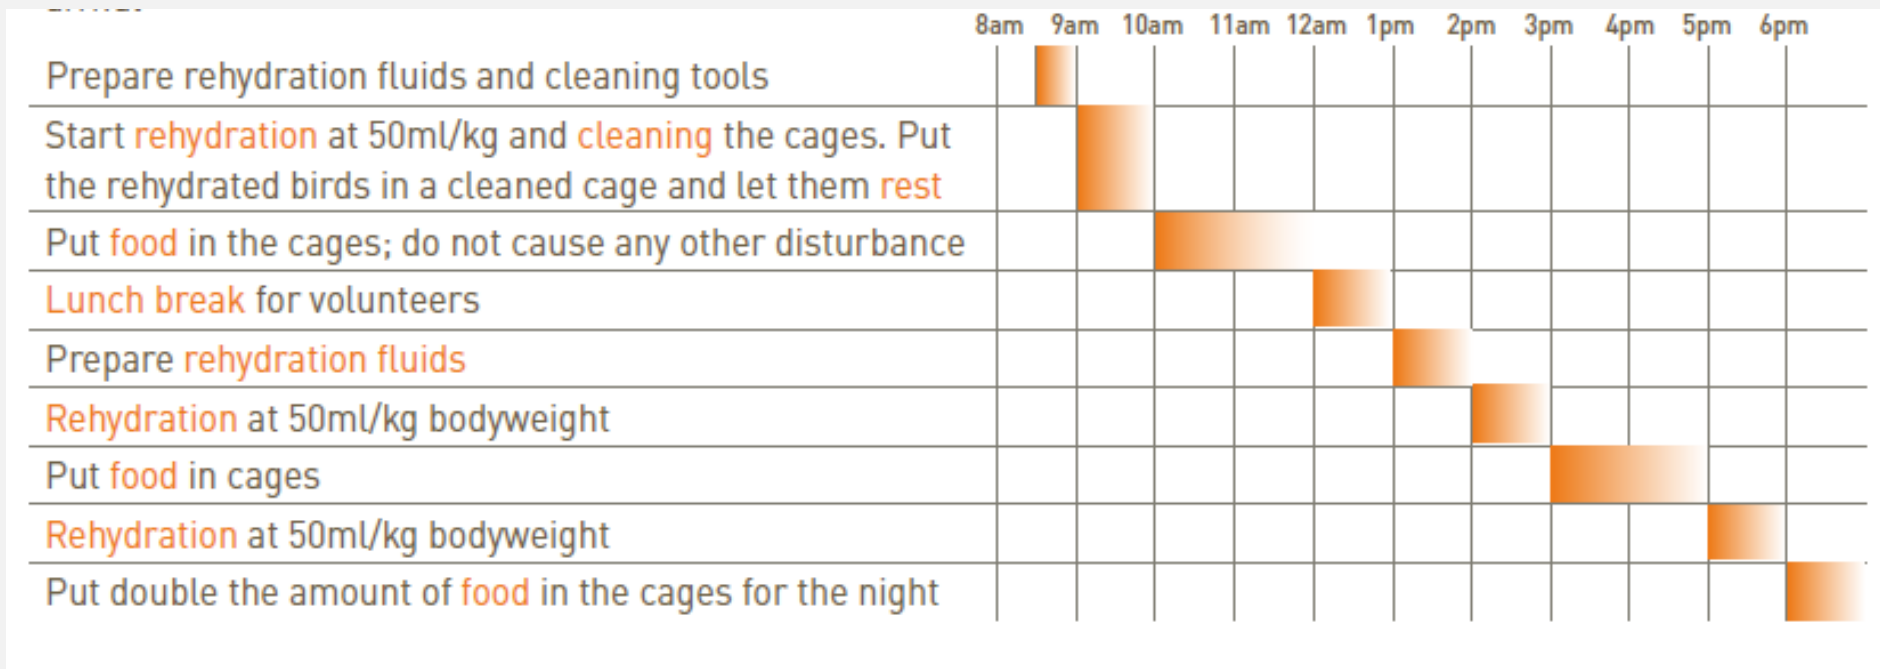 8am 9am 10am 11am 12am 1pm 2pm 3pm 4pm 5pm 6pm
Prepare rehydration fluids and cleaning tools
Start rehydration at 50ml/kg and cleaning the cages. Put
the rehydrated birds in a cleaned cage and let them rest
Put food in the cages; do not cause any other disturbance
Lunch break for volunteers
Prepare rehydration fluids
Rehydration at 50ml/kg bodyweight
Put food in cages
Rehydration at 50ml/kg bodyweight
Put double the amount of food in the cages for the night